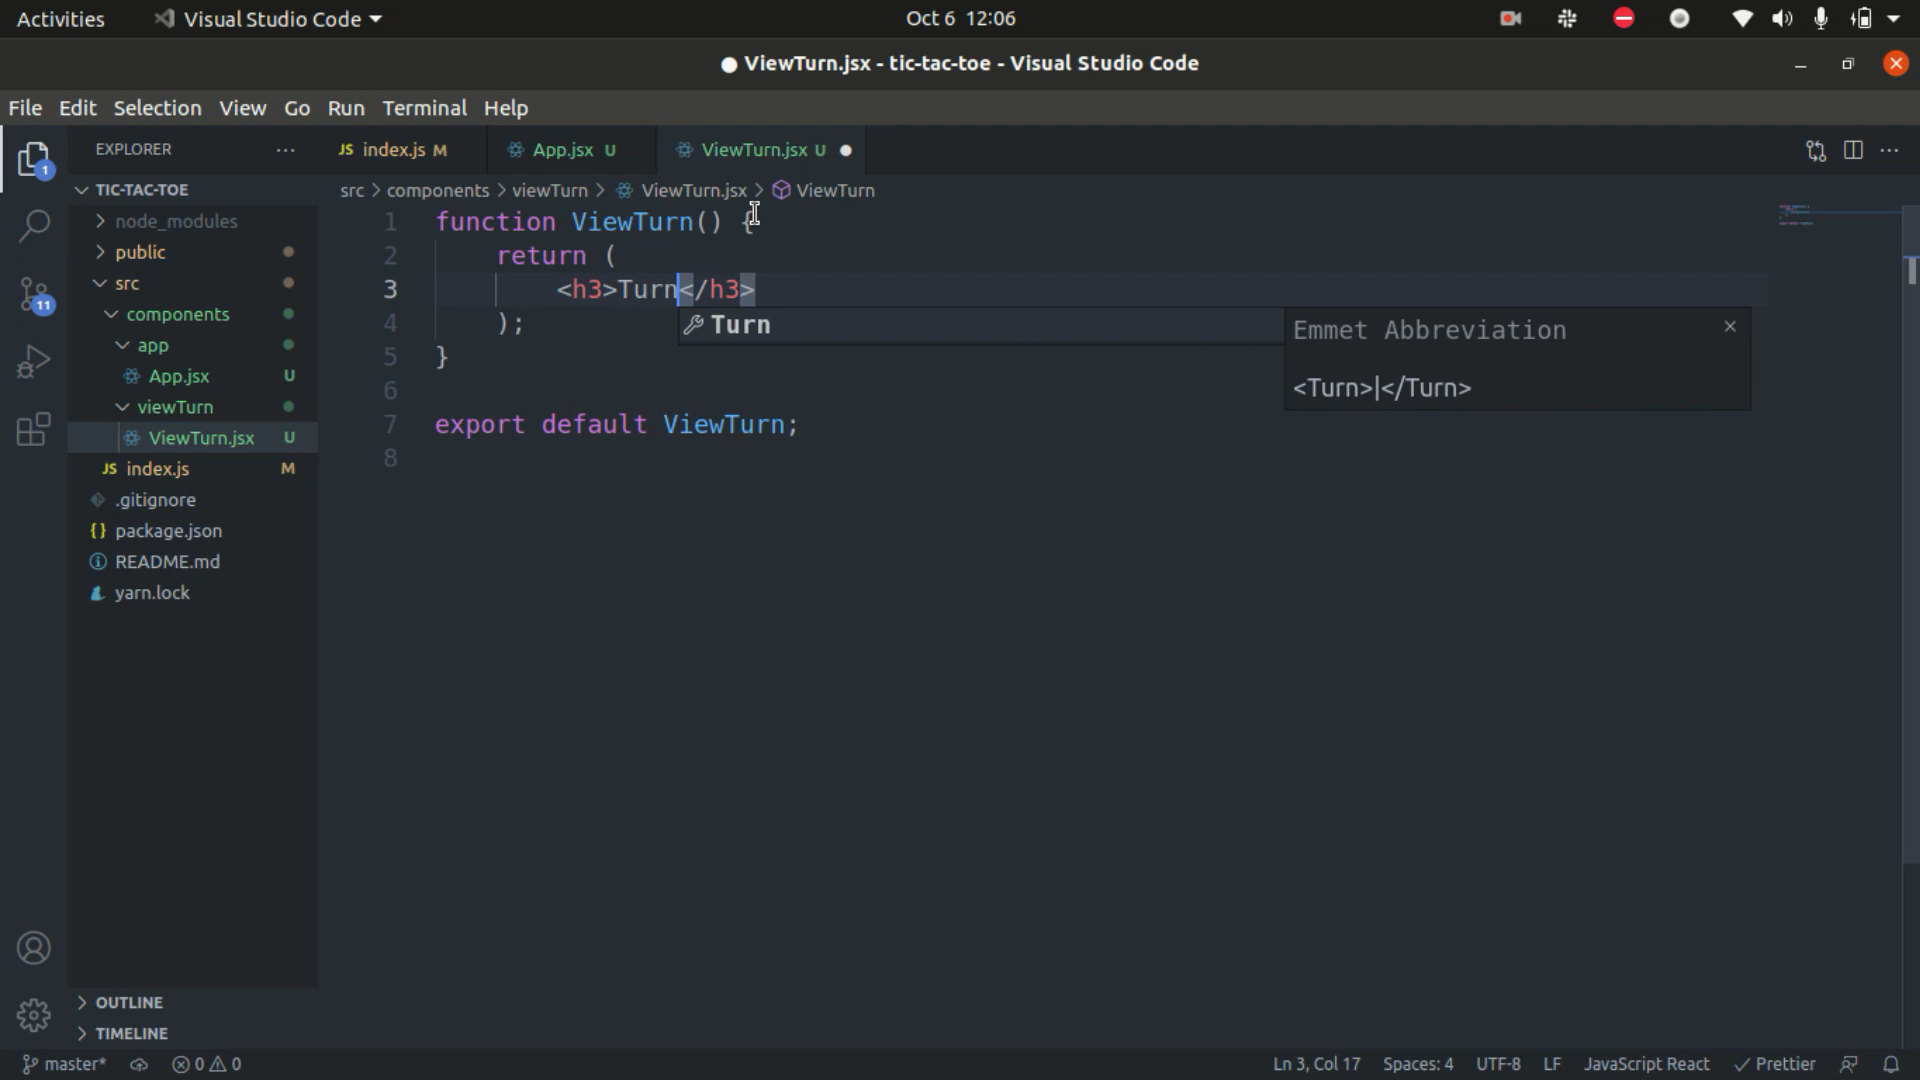 Activities Visual Studio Code Oct 6 12:06
ViewTurn.jsx - tic-tac-toe - Visual Studio Code
File Edit Selection View Go Run Terminal Help
EXPLORER
TIC-TAC-TOE
node_modules
public
src
components
app
App.jsx U
viewTurn
ViewTurn.jsx U
index.js M
.gitignore
package.json
README.md
yarn.lock
OUTLINE
TIMELINE
1
11
index.js M App.jsx U ViewTurn.jsx U
src > components > viewTurn > ViewTurn.jsx > ViewTurn
1 function ViewTurn() {
2 return (
3 <h3>Turn</h3>
4 );
5 }
6
7 export default ViewTurn;
8
Turn
Emmet Abbreviation
<Turn>|</Turn>
master* 0 0 Ln 3, Col 17 Spaces: 4 UTF-8 LF JavaScript React Prettier